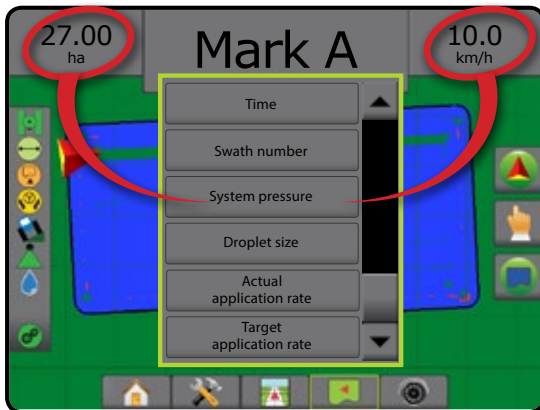 27.00
ha
Mark A
10.0
km/h
Time
Swath number
System pressure
Droplet size
Actual
application rate
Target
application rate